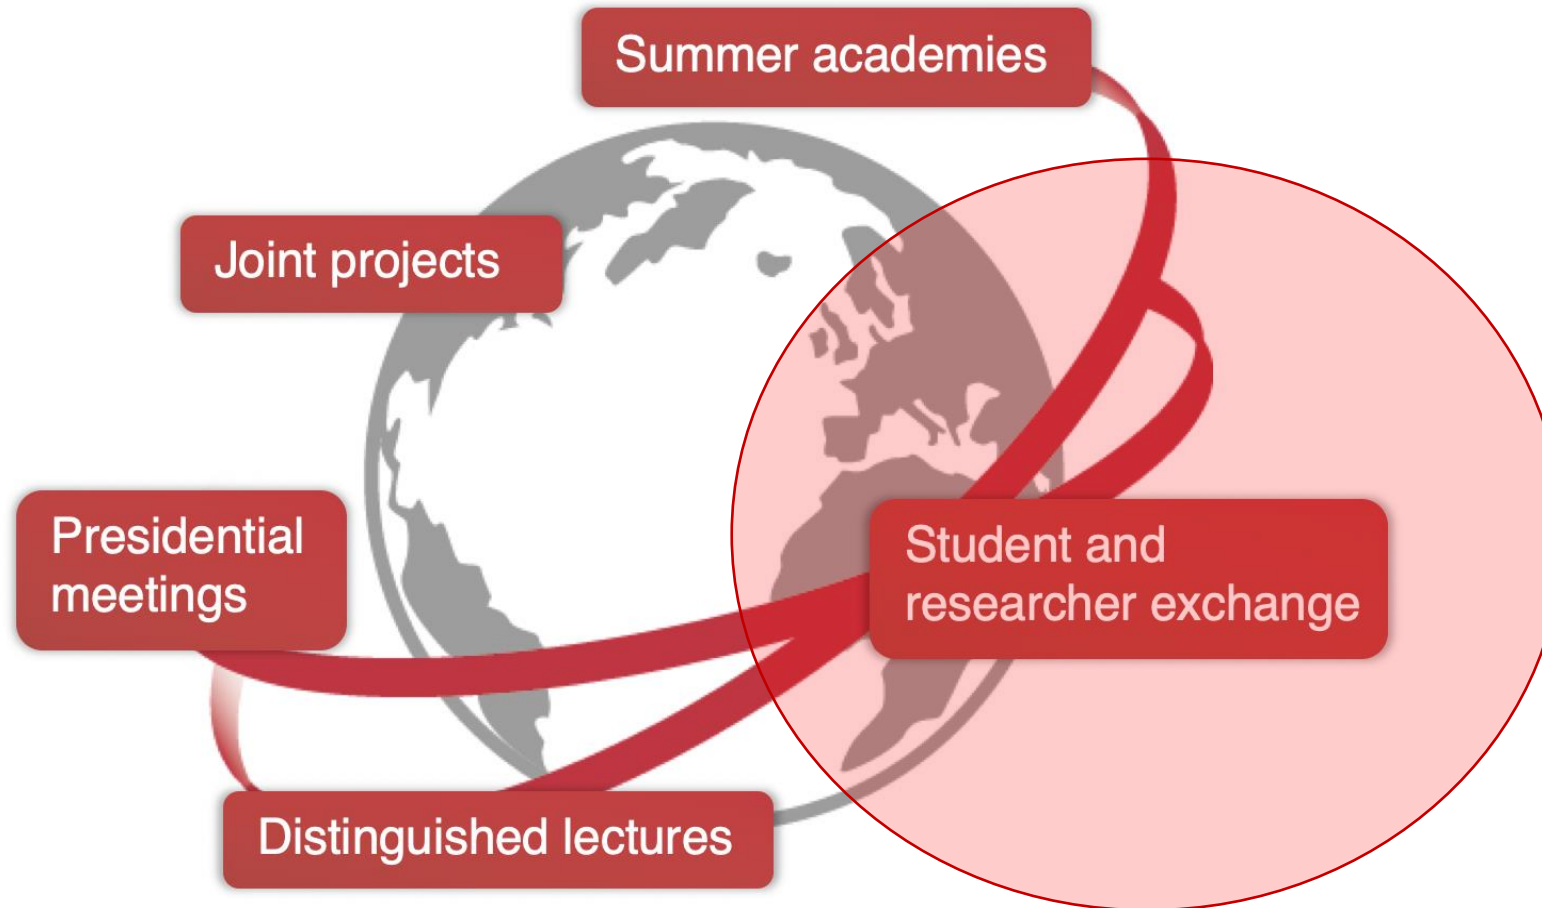 Summer academies
Joint projects
Presidential
meetings
Student and
researcher exchange
Distinguished lectures